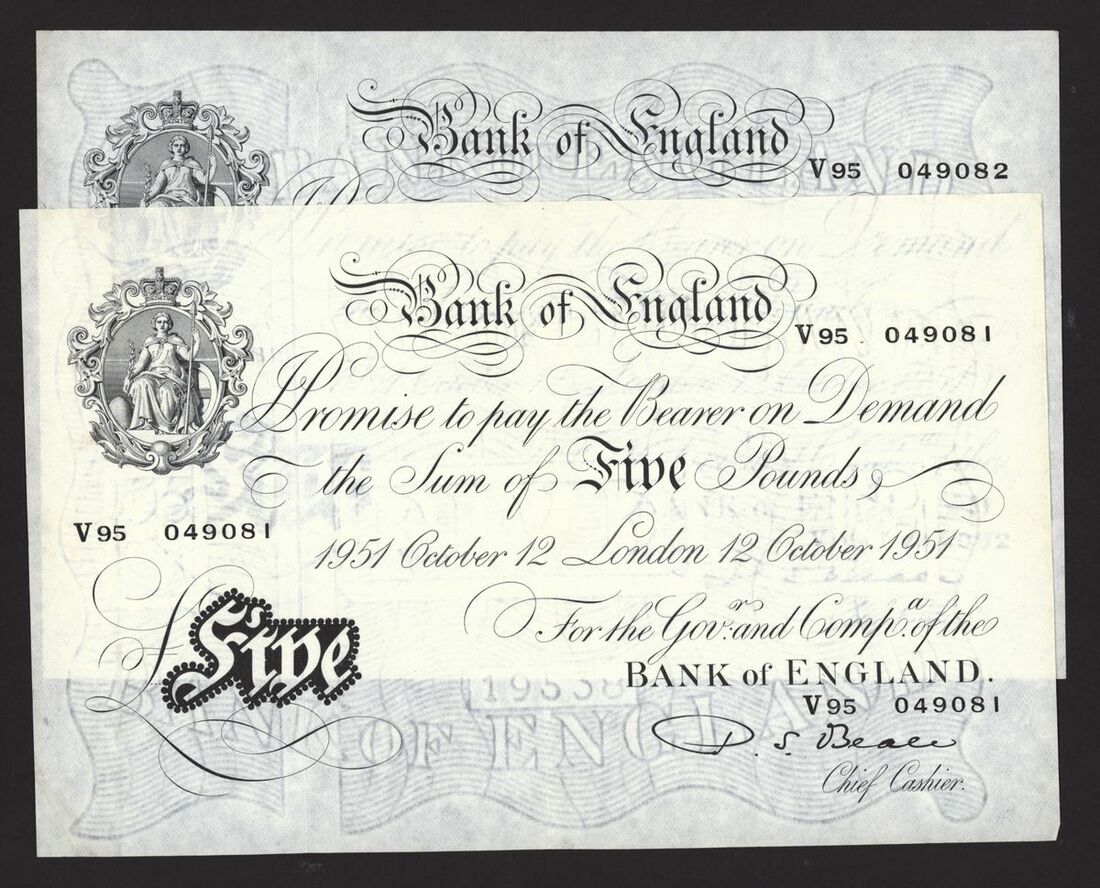 Bank of England
V95 049082
Bank of England
V95 049081
I Promise to pay the Bearer on Demand
the Sum of Five Pounds
V95 049081
1951 October 12 London 12 October 1951
For the Govr. and Compa. of the
BANK of ENGLAND.
£Five
V95 049081
D. S. Beale
Chief Cashier.
OF ENGLAND